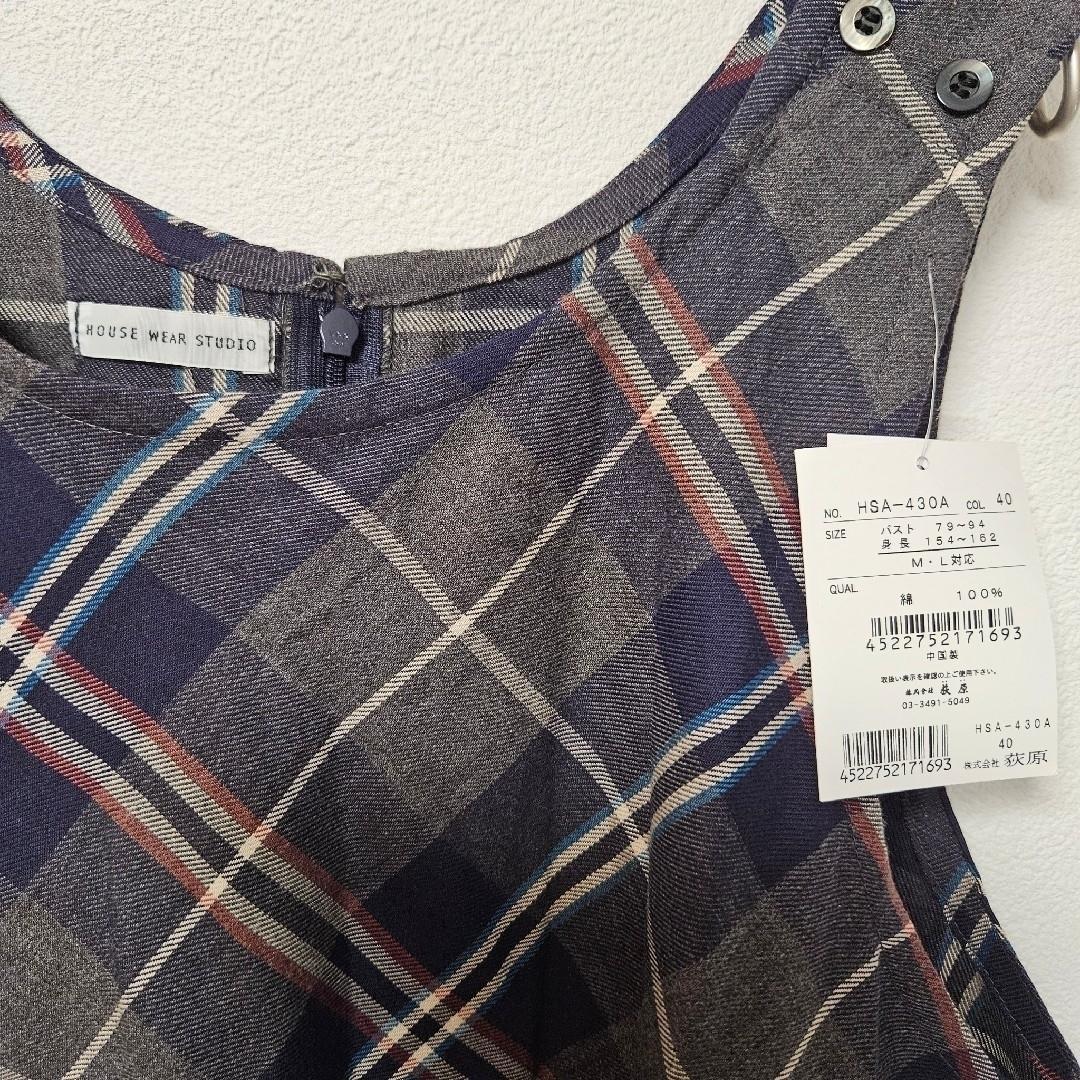 HOUSE WEAR STUDIO
NO. HSA-430A COL 40
SIZE バスト 79~94
身長 154~162
M・L対応
QUAL
綿 100%
4522752171693
中国製
取扱い表示を確認の上ご使用下さい。
株式会社 荻原
03-3491-5049
HSA-430A
40
4522752171693 株式会社 荻原